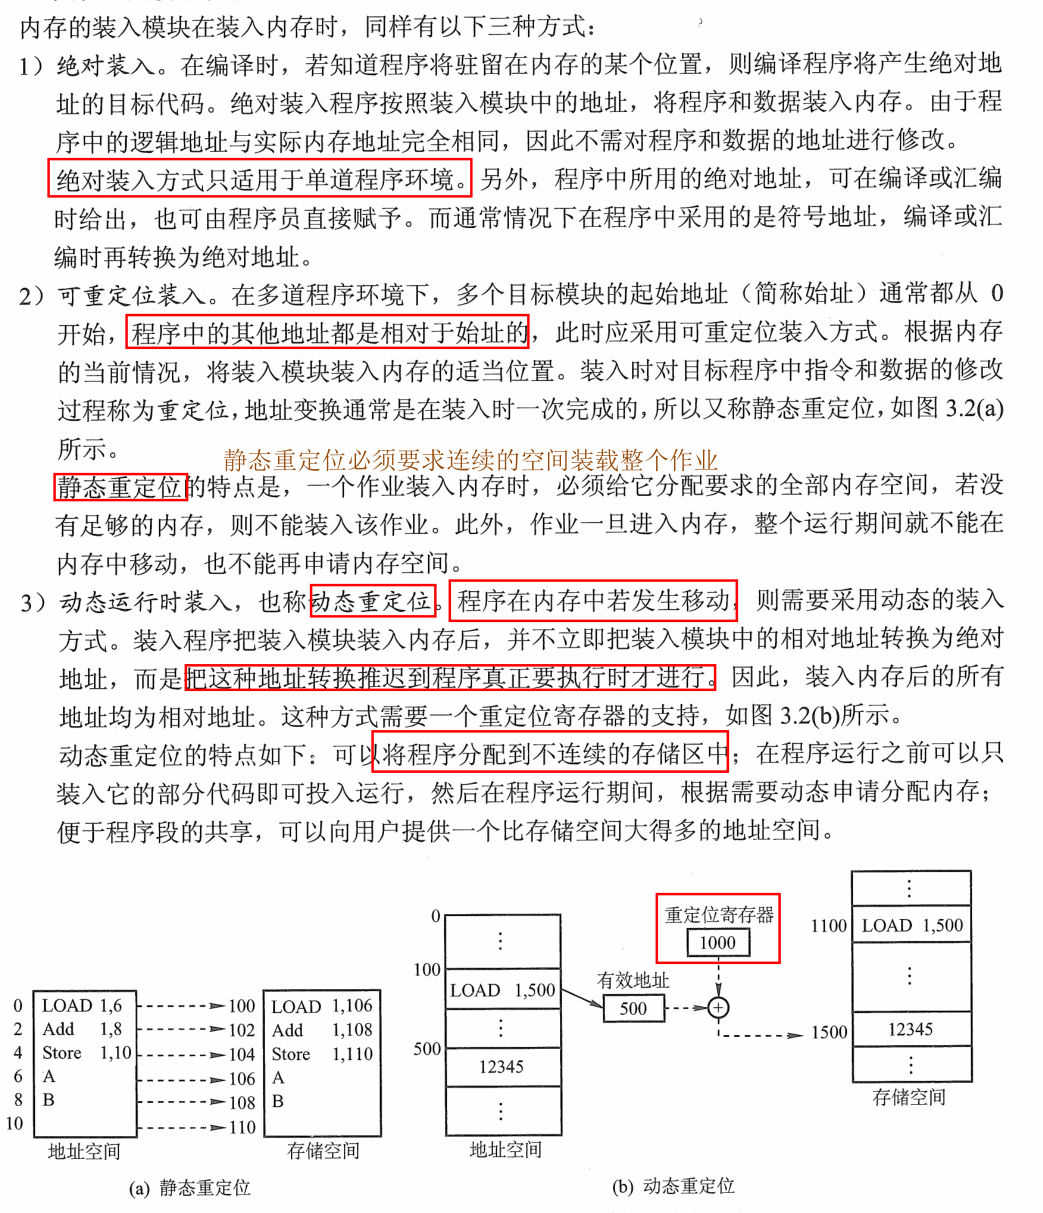 内存的装入模块在装入内存时，同样有以下三种方式：
1）绝对装入。在编译时，若知道程序将驻留在内存的某个位置，则编译程序将产生绝对地
址的目标代码。绝对装入程序按照装入模块中的地址，将程序和数据装入内存。由于程
序中的逻辑地址与实际内存地址完全相同，因此不需对程序和数据的地址进行修改。
绝对装入方式只适用于单道程序环境。另外，程序中所用的绝对地址，可在编译或汇编
时给出，也可由程序员直接赋予。而通常情况下在程序中采用的是符号地址，编译或汇
编时再转换为绝对地址。
2）可重定位装入。在多道程序环境下，多个目标模块的起始地址（简称始址）通常都从 0
开始，程序中的其他地址都是相对于始址的，此时应采用可重定位装入方式。根据内存
的当前情况，将装入模块装入内存的适当位置。装入时对目标程序中指令和数据的修改
过程称为重定位，地址变换通常是在装入时一次完成的，所以又称静态重定位，如图 3.2(a)
所示。
静态重定位必须要求连续的空间装载整个作业
静态重定位的特点是，一个作业装入内存时，必须给它分配要求的全部内存空间，若没
有足够的内存，则不能装入该作业。此外，作业一旦进入内存，整个运行期间就不能在
内存中移动，也不能再申请内存空间。
3）动态运行时装入，也称动态重定位。程序在内存中若发生移动，则需要采用动态的装入
方式。装入程序把装入模块装入内存后，并不立即把装入模块中的相对地址转换为绝对
地址，而是把这种地址转换推迟到程序真正要执行时才进行。因此，装入内存后的所有
地址均为相对地址。这种方式需要一个重定位寄存器的支持，如图 3.2(b)所示。
动态重定位的特点如下：可以将程序分配到不连续的存储区中；在程序运行之前可以只
装入它的部分代码即可投入运行，然后在程序运行期间，根据需要动态申请分配内存；
便于程序段的共享，可以向用户提供一个比存储空间大得多的地址空间。
0 LOAD 1,6 100 LOAD 1,106
2 Add 1,8 102 Add 1,108
4 Store 1,10 104 Store 1,110
6 A 106 A
8 B 108 B
10 110
地址空间 存储空间
(a) 静态重定位
0
⋮
100
LOAD 1,500
⋮
500
12345
⋮
地址空间
有效地址
500
重定位寄存器
1000
+
⋮
1100 LOAD 1,500
⋮
1500 12345
⋮
存储空间
(b) 动态重定位